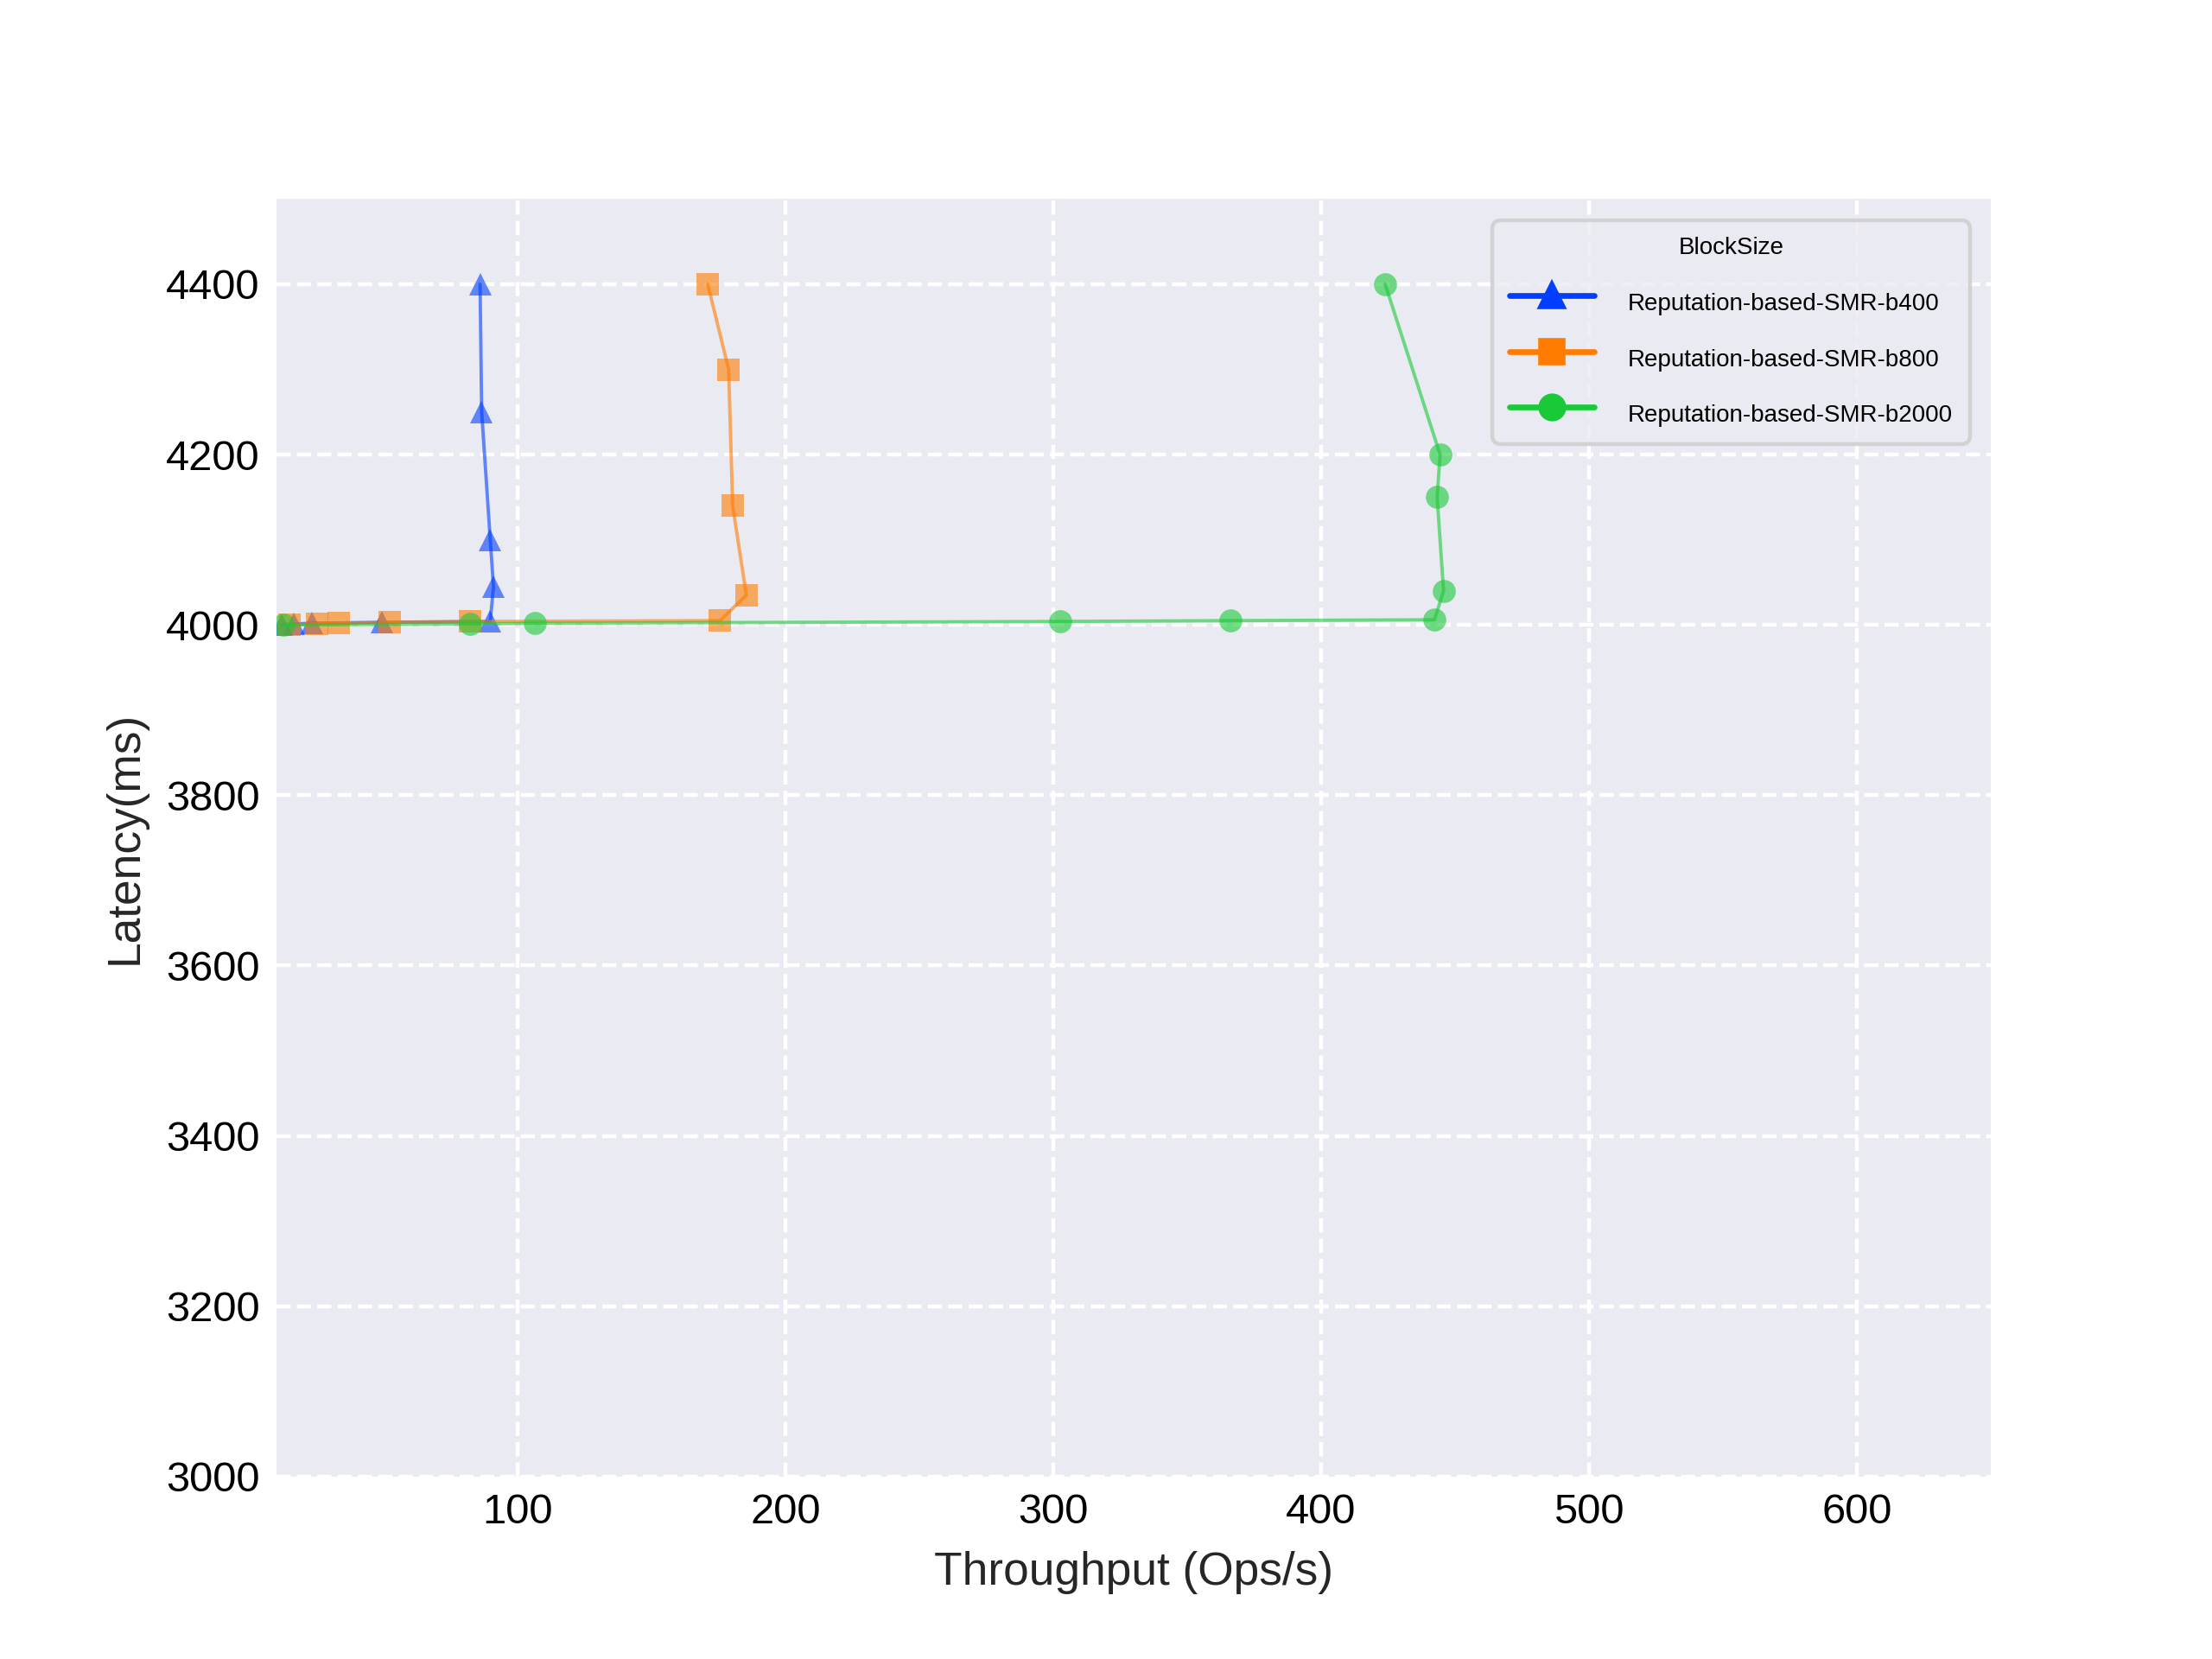 BlockSize
Reputation-based-SMR-b400
Reputation-based-SMR-b800
Reputation-based-SMR-b2000
4400
4200
4000
3800
3600
3400
3200
3000
Latency(ms)
100 200 300 400 500 600
Throughput (Ops/s)